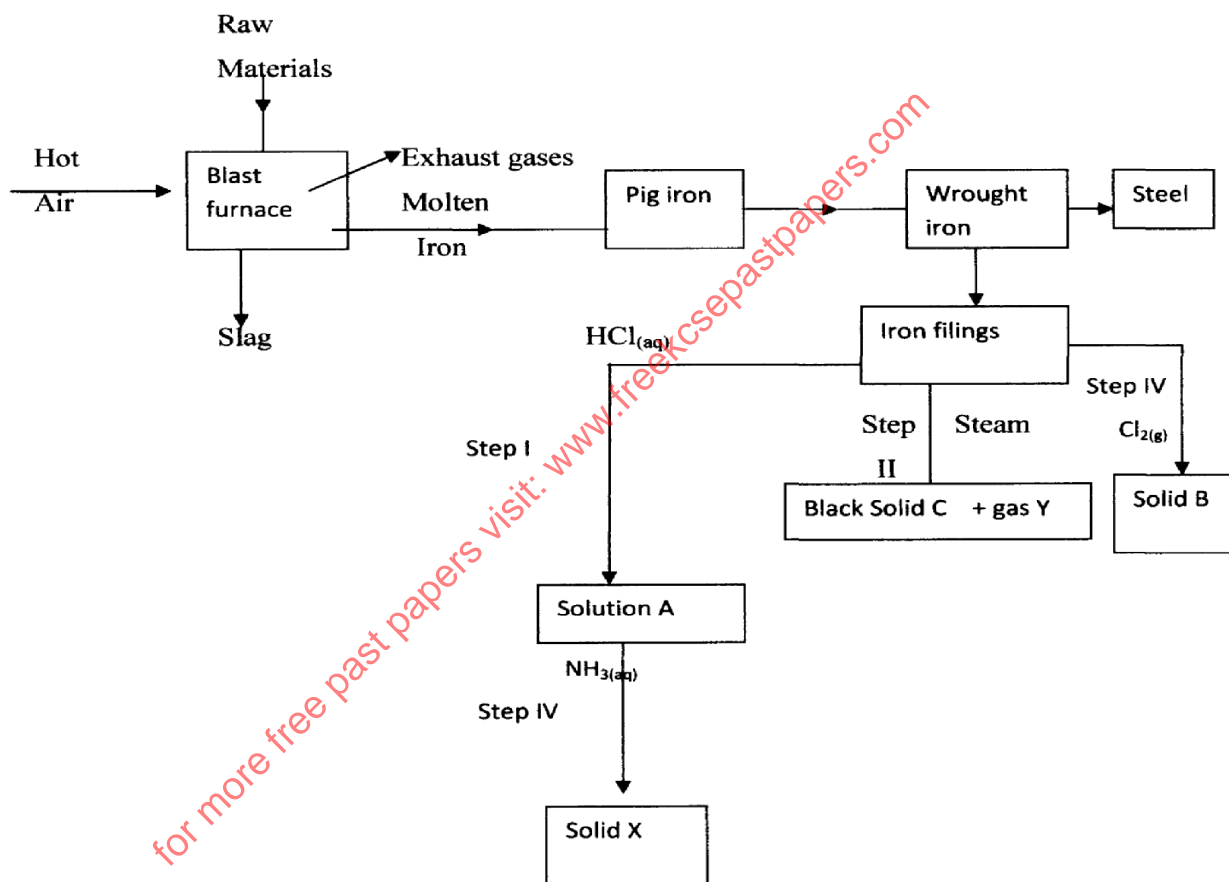 Raw
Materials
Hot
Air
Blast
furnace
Exhaust gases
Molten
Iron
Slag
Pig iron
Wrought
iron
Steel
Iron filings
HCl(aq)
Step I
Step
II
Steam
Step IV
Cl2(g)
Black Solid C + gas Y
Solid B
Solution A
NH3(aq)
Step IV
Solid X
for more free past papers visit: www.freekcsepastpapers.com